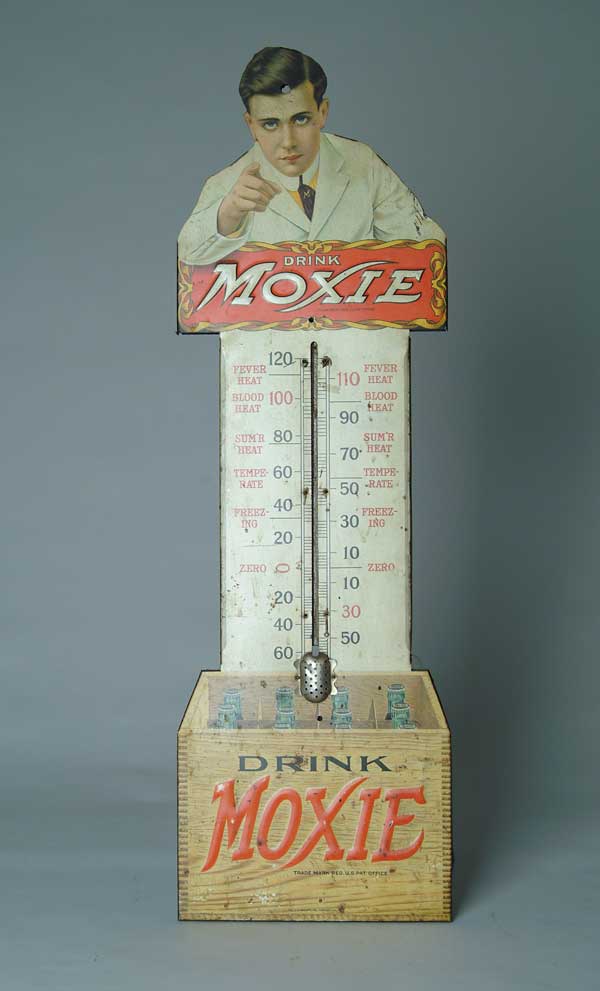 M
DRINK
MOXIE
120
FEVER
HEAT
110
FEVER
HEAT
BLOOD
HEAT
100
BLOOD
HEAT
90
SUM'R
HEAT
80
SUM'R
HEAT
70
TEMPE-
RATE
60
TEMPE-
RATE
50
FREEZ-
ING
40
FREEZ-
ING
30
20
10
ZERO
0
ZERO
10
20
30
40
50
60
DRINK
MOXIE
TRADE MARK REG. U.S. PAT. OFFICE